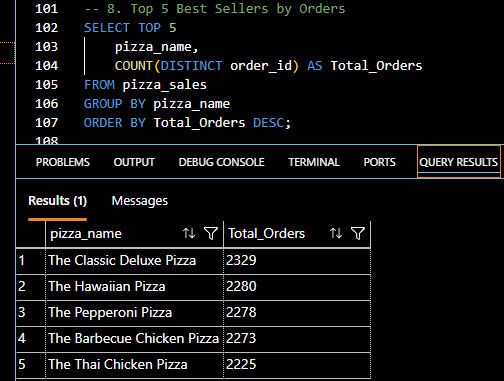 101 -- 8. Top 5 Best Sellers by Orders
102 SELECT TOP 5
103 pizza_name,
104 COUNT(DISTINCT order_id) AS Total_Orders
105 FROM pizza_sales
106 GROUP BY pizza_name
107 ORDER BY Total_Orders DESC;
108
PROBLEMS OUTPUT DEBUG CONSOLE TERMINAL PORTS QUERY RESULTS
Results (1) Messages
pizza_name Total_Orders
1 The Classic Deluxe Pizza 2329
2 The Hawaiian Pizza 2280
3 The Pepperoni Pizza 2278
4 The Barbecue Chicken Pizza 2273
5 The Thai Chicken Pizza 2225